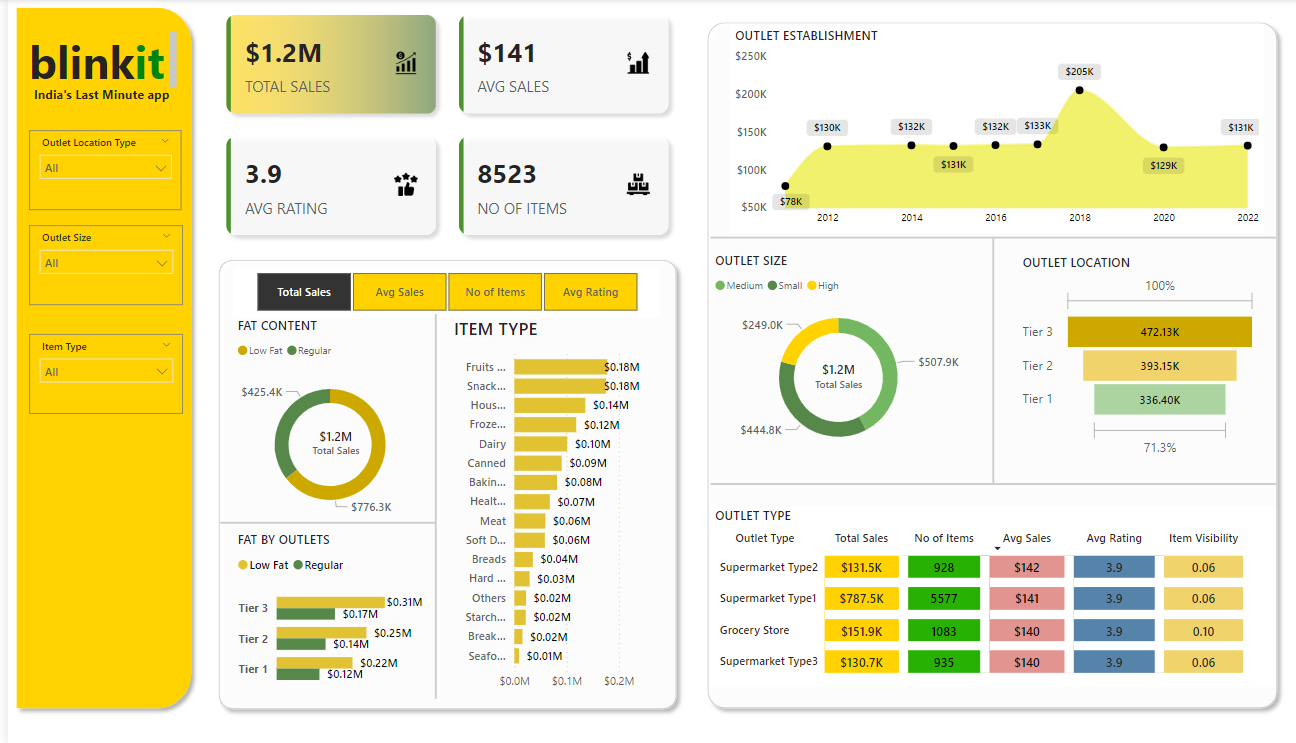 blinkit
India's Last Minute app
Outlet Location Type
All
Outlet Size
All
Item Type
All
$1.2M
TOTAL SALES
$141
AVG SALES
3.9
AVG RATING
8523
NO OF ITEMS
Total Sales Avg Sales No of Items Avg Rating
FAT CONTENT
Low Fat Regular
$425.4K
$1.2M
Total Sales
$776.3K
FAT BY OUTLETS
Low Fat Regular
Tier 3 $0.31M
$0.17M
Tier 2 $0.25M
$0.14M
Tier 1 $0.22M
$0.12M
ITEM TYPE
Fruits ... $0.18M
Snack... $0.18M
Hous... $0.14M
Froze... $0.12M
Dairy $0.10M
Canned $0.09M
Bakin... $0.08M
Healt... $0.07M
Meat $0.06M
Soft D... $0.06M
Breads $0.04M
Hard ... $0.03M
Others $0.02M
Starch... $0.02M
Break... $0.02M
Seafo... $0.01M
$0.0M $0.1M $0.2M
OUTLET ESTABLISHMENT
$250K
$200K
$150K
$100K
$50K
$78K $130K $132K $131K $132K $133K $205K $129K $131K
2012 2014 2016 2018 2020 2022
OUTLET SIZE
Medium Small High
$249.0K
$507.9K
$1.2M
Total Sales
$444.8K
OUTLET LOCATION
100%
Tier 3 472.13K
Tier 2 393.15K
Tier 1 336.40K
71.3%
OUTLET TYPE
Outlet Type Total Sales No of Items Avg Sales Avg Rating Item Visibility
Supermarket Type2 $131.5K 928 $142 3.9 0.06
Supermarket Type1 $787.5K 5577 $141 3.9 0.06
Grocery Store $151.9K 1083 $140 3.9 0.10
Supermarket Type3 $130.7K 935 $140 3.9 0.06